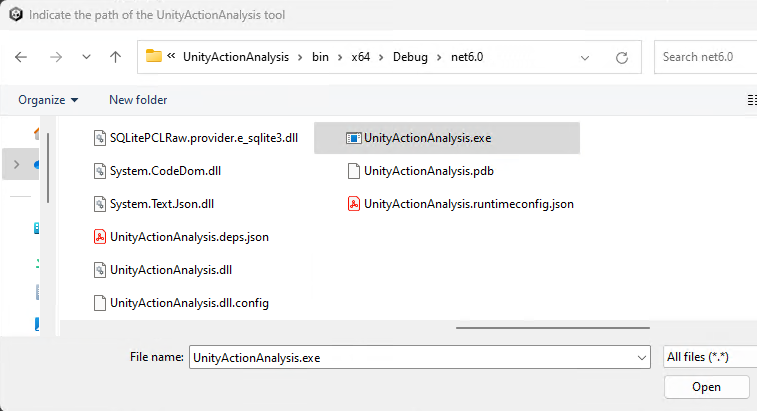 Indicate the path of the UnityActionAnalysis tool
« UnityActionAnalysis > bin > x64 > Debug > net6.0
Search net6.0
Organize
New folder
SQLitePCLRaw.provider.e_sqlite3.dll
System.CodeDom.dll
System.Text.Json.dll
UnityActionAnalysis.deps.json
UnityActionAnalysis.dll
UnityActionAnalysis.dll.config
UnityActionAnalysis.exe
UnityActionAnalysis.pdb
UnityActionAnalysis.runtimeconfig.json
File name: UnityActionAnalysis.exe
All files (*.*)
Open